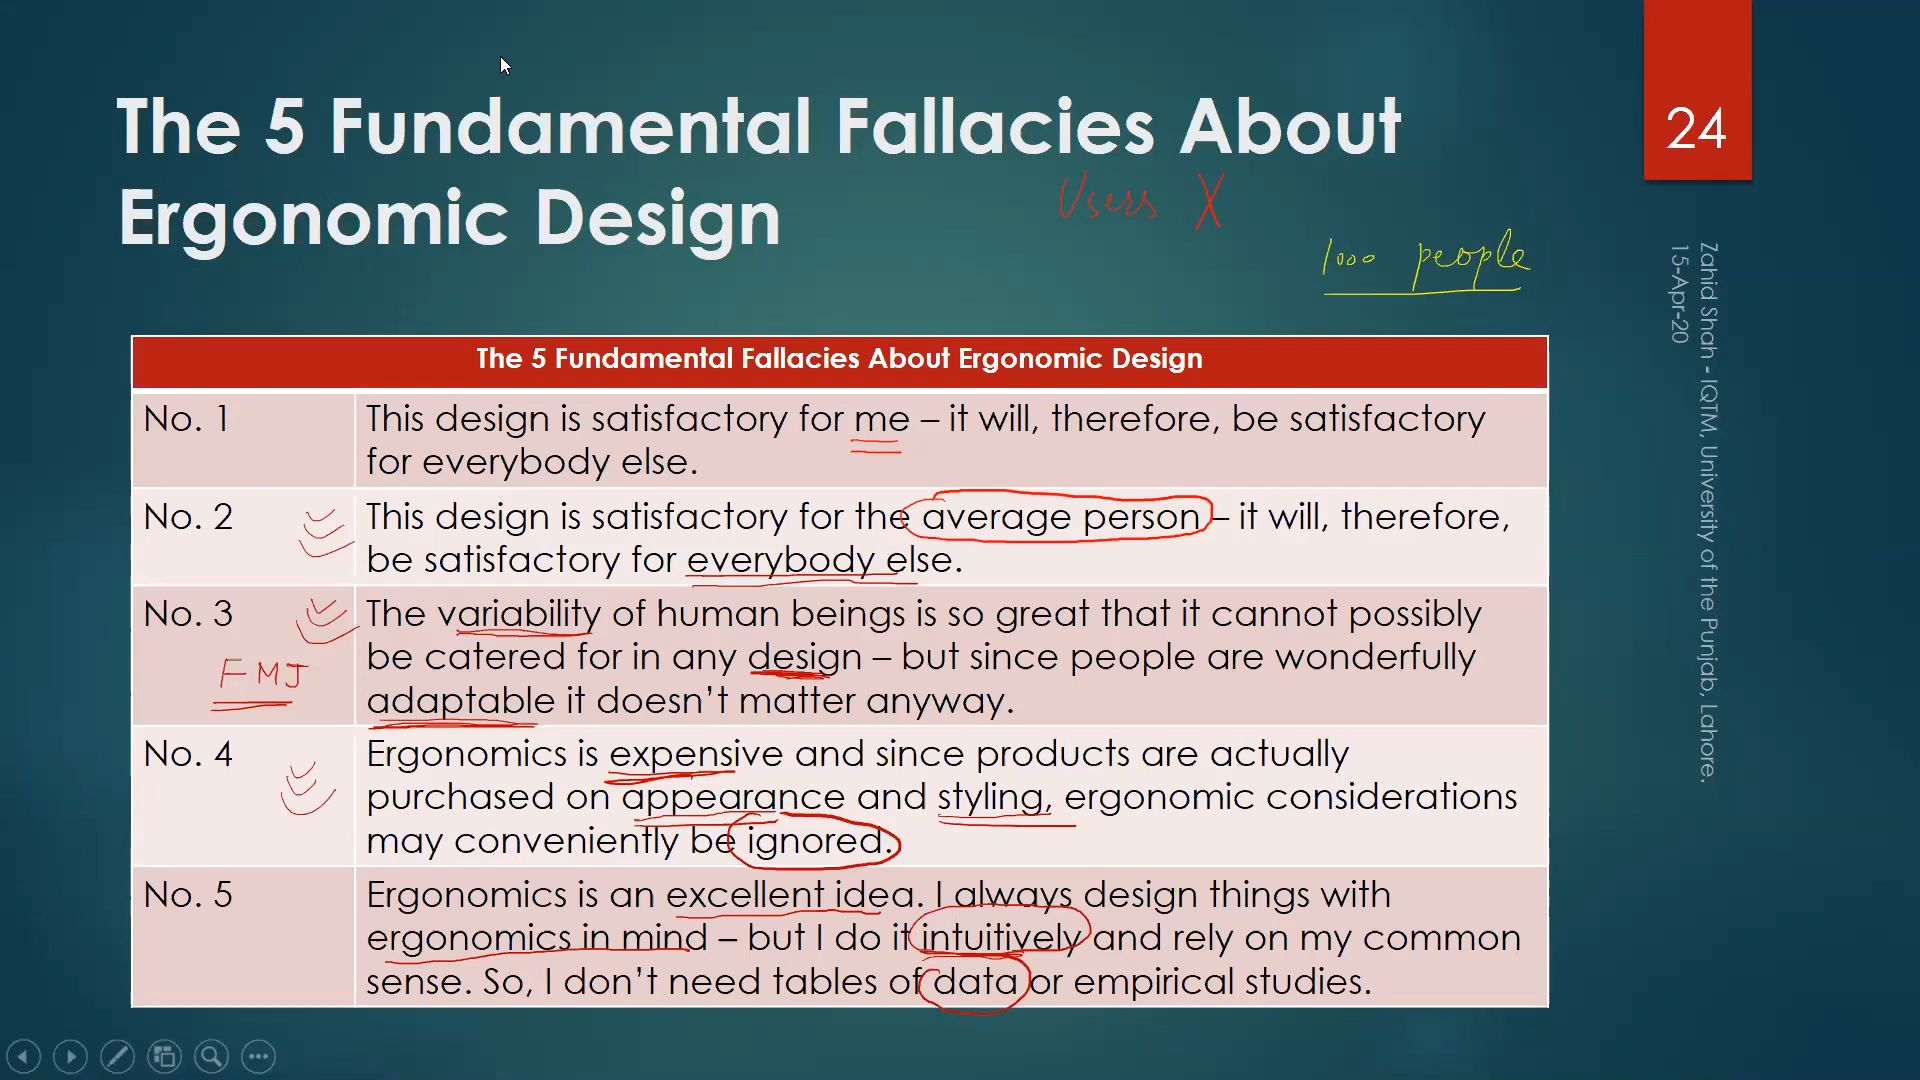 The 5 Fundamental Fallacies About
Ergonomic Design
Users X
1000 people
24
Zahid Shah - IQTM, University of the Punjab, Lahore.
15-Apr-20
The 5 Fundamental Fallacies About Ergonomic Design
No. 1
This design is satisfactory for me – it will, therefore, be satisfactory
for everybody else.
No. 2
This design is satisfactory for the average person – it will, therefore,
be satisfactory for everybody else.
No. 3
FMJ
The variability of human beings is so great that it cannot possibly
be catered for in any design – but since people are wonderfully
adaptable it doesn’t matter anyway.
No. 4
Ergonomics is expensive and since products are actually
purchased on appearance and styling, ergonomic considerations
may conveniently be ignored.
No. 5
Ergonomics is an excellent idea. I always design things with
ergonomics in mind – but I do it intuitively and rely on my common
sense. So, I don’t need tables of data or empirical studies.